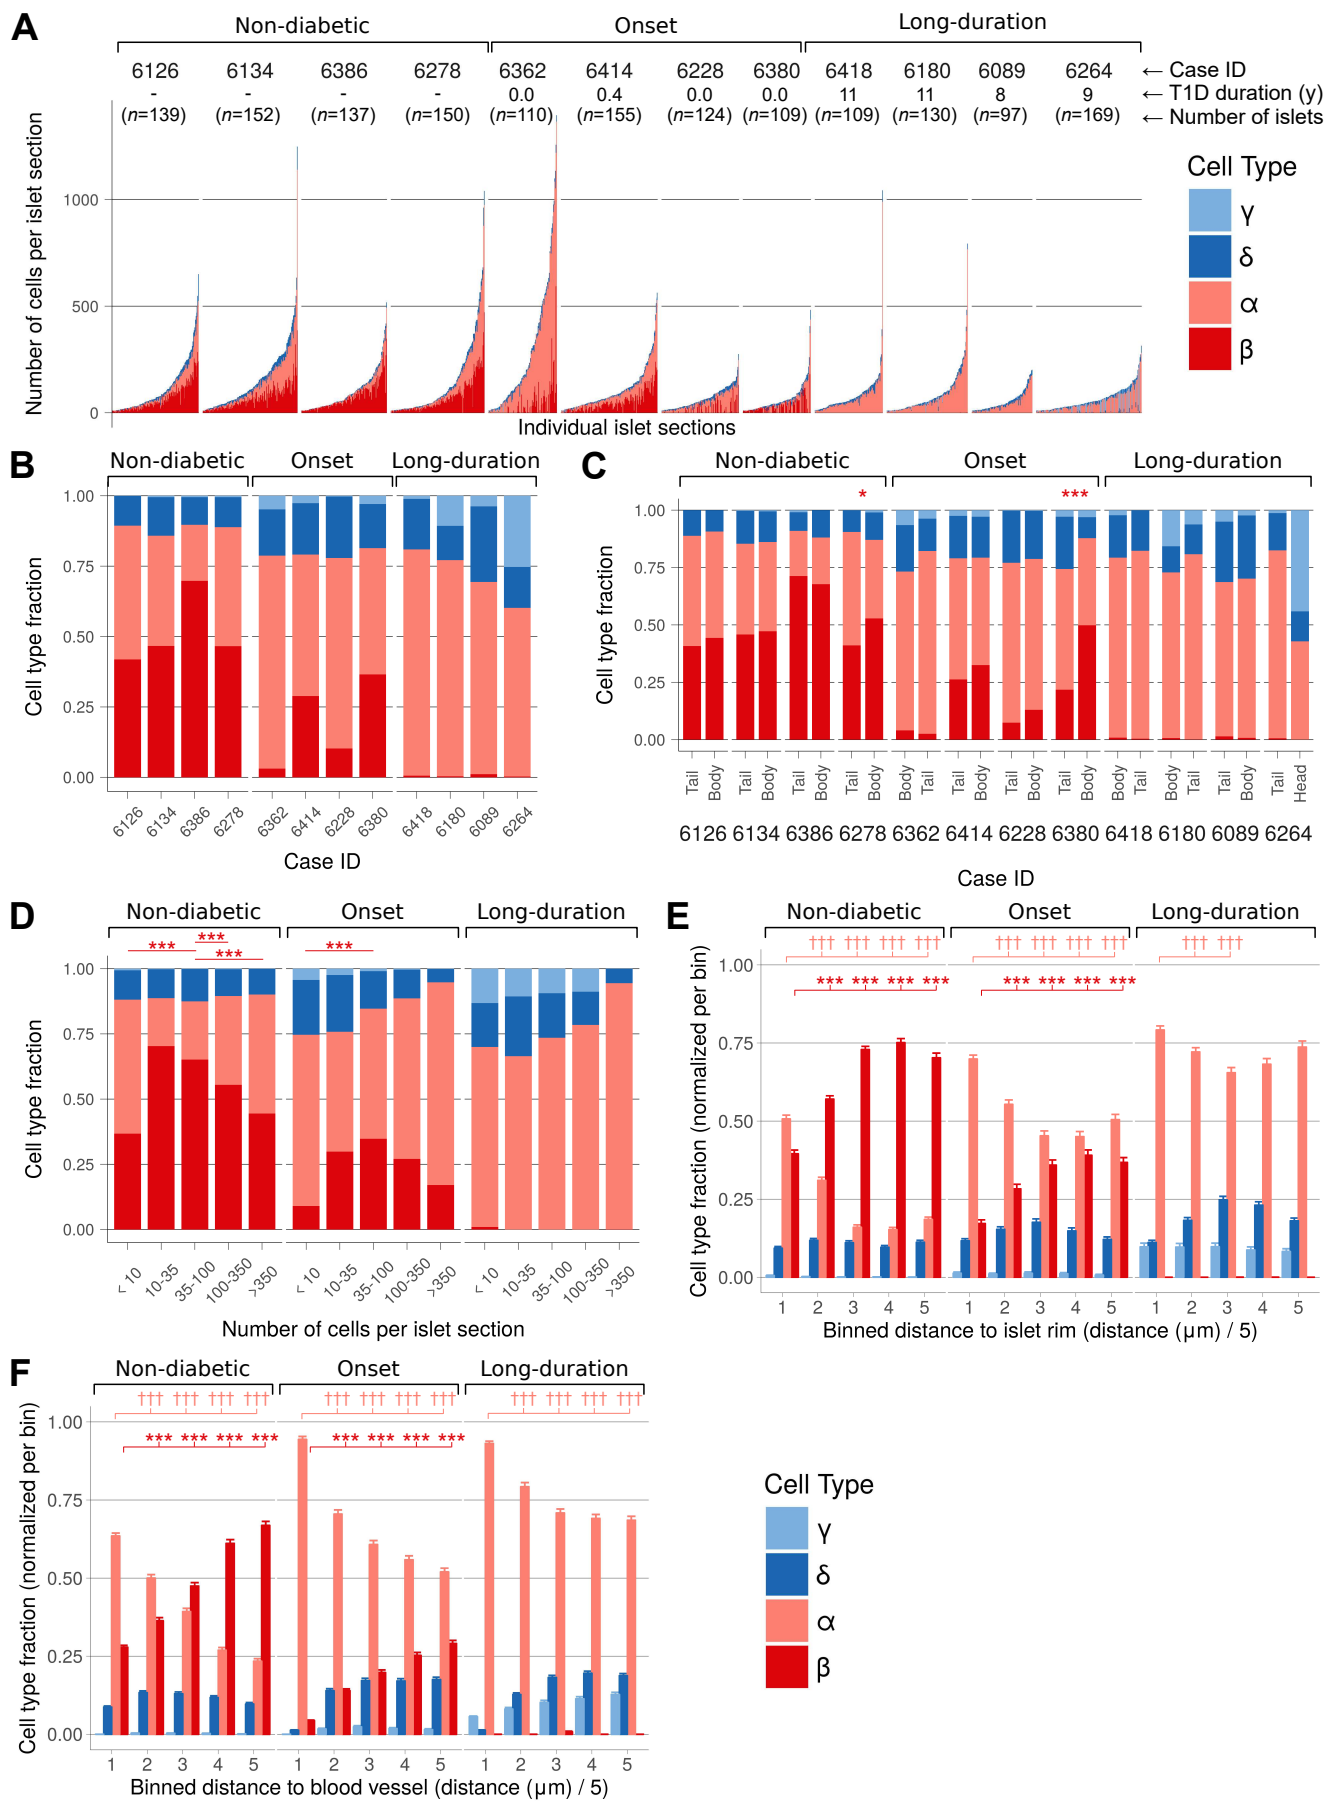 A
Non-diabetic Onset Long-duration
6126 6134 6386 6278 6362 6414 6228 6380 6418 6180 6089 6264 ← Case ID
- - - - 0.0 0.4 0.0 0.0 11 11 8 9 ← T1D duration (y)
(n=139) (n=152) (n=137) (n=150) (n=110) (n=155) (n=124) (n=109) (n=109) (n=130) (n=97) (n=169) ← Number of islets
Number of cells per islet section
1000
500
0
Individual islet sections
Cell Type
γ
δ
α
β
B
Non-diabetic Onset Long-duration
Cell type fraction
1.00
0.75
0.50
0.25
0.00
6126 6134 6386 6278 6362 6414 6228 6380 6418 6180 6089 6264
Case ID
C
Non-diabetic Onset Long-duration
* ***
Cell type fraction
1.00
0.75
0.50
0.25
0.00
Tail Body Tail Body Tail Body Tail Body Body Tail Tail Body Tail Body Tail Body Body Tail Body Tail Tail Body Tail Head
6126 6134 6386 6278 6362 6414 6228 6380 6418 6180 6089 6264
Case ID
D
Non-diabetic Onset Long-duration
*** *** *** ***
Cell type fraction
1.00
0.75
0.50
0.25
0.00
< 10 10-35 35-100 100-350 >350 < 10 10-35 35-100 100-350 >350 < 10 10-35 35-100 100-350 >350
Number of cells per islet section
E
Non-diabetic Onset Long-duration
††† ††† ††† ††† ††† ††† ††† ††† ††† †††
*** *** *** *** *** *** *** ***
Cell type fraction (normalized per bin)
1.00
0.75
0.50
0.25
0.00
1 2 3 4 5 1 2 3 4 5 1 2 3 4 5
Binned distance to islet rim (distance (µm) / 5)
F
Non-diabetic Onset Long-duration
††† ††† ††† ††† ††† ††† ††† ††† ††† ††† ††† †††
*** *** *** *** *** *** *** ***
Cell type fraction (normalized per bin)
1.00
0.75
0.50
0.25
0.00
1 2 3 4 5 1 2 3 4 5 1 2 3 4 5
Binned distance to blood vessel (distance (µm) / 5)
Cell Type
γ
δ
α
β